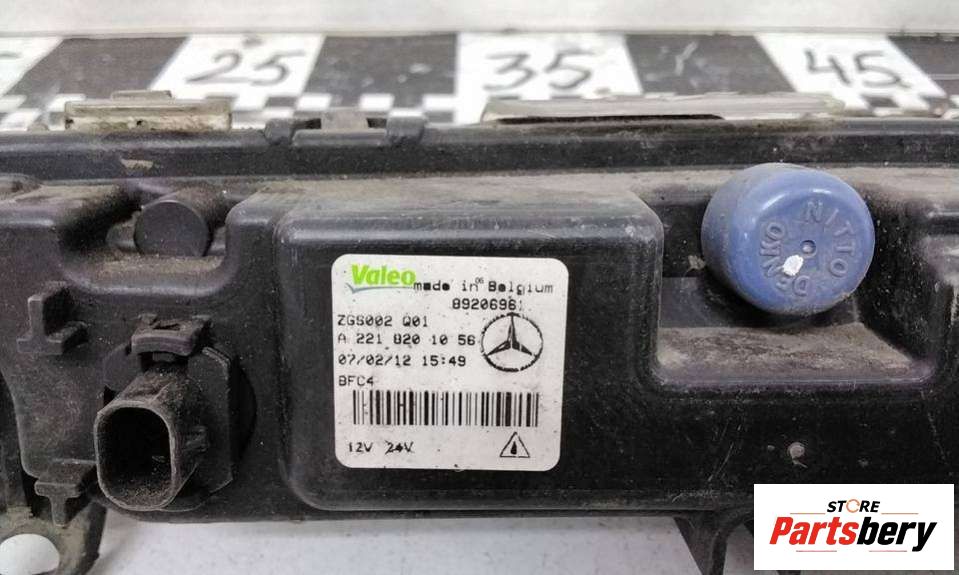 25 35 45
NITTO
DENKO
Valeo made in 06 Belgium
89206961
ZGS002 Q01
A 221 820 10 56
07/02/12 15:49
BFC4
12V 24V
STORE
Partsbery